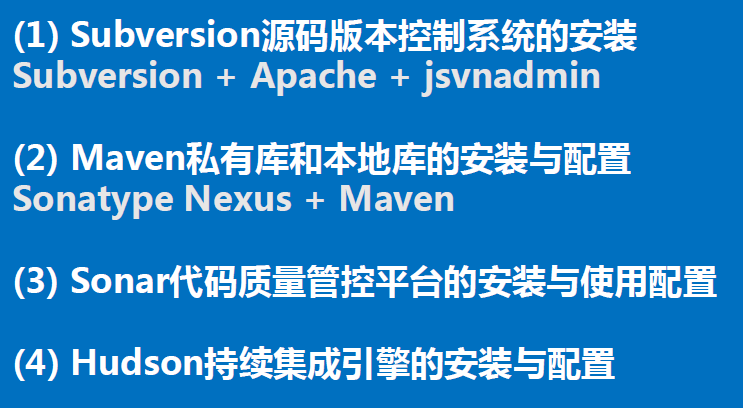 (1) Subversion源码版本控制系统的安装
Subversion + Apache + jsvnadmin
(2) Maven私有库和本地库的安装与配置
Sonatype Nexus + Maven
(3) Sonar代码质量管控平台的安装与使用配置
(4) Hudson持续集成引擎的安装与配置